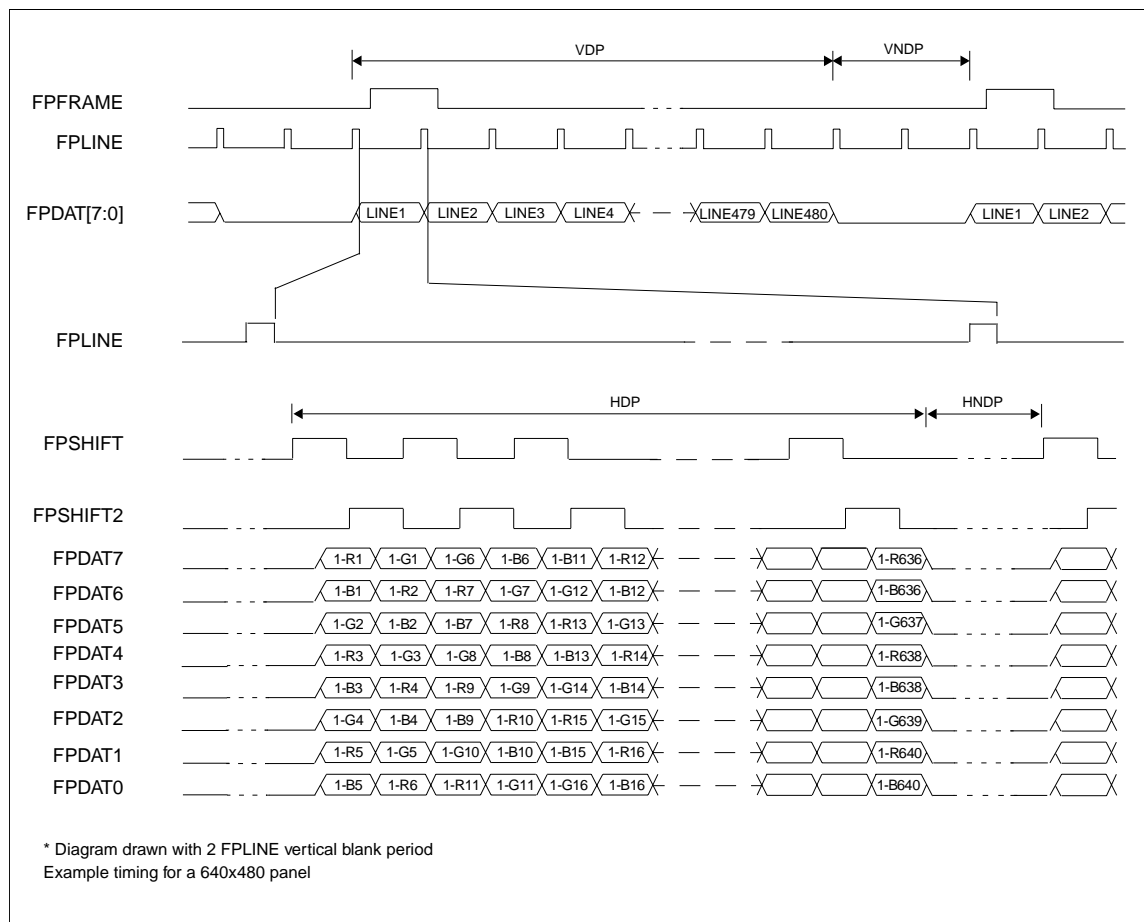 VDP VNDP
FPFRAME
FPLINE
FPDAT[7:0] LINE1 LINE2 LINE3 LINE4 LINE479 LINE480 LINE1 LINE2
FPLINE
HDP HNDP
FPSHIFT
FPSHIFT2
FPDAT7 1-R1 1-G1 1-G6 1-B6 1-B11 1-R12 1-R636
FPDAT6 1-B1 1-R2 1-R7 1-G7 1-G12 1-B12 1-B636
FPDAT5 1-G2 1-B2 1-B7 1-R8 1-R13 1-G13 1-G637
FPDAT4 1-R3 1-G3 1-G8 1-B8 1-B13 1-R14 1-R638
FPDAT3 1-B3 1-R4 1-R9 1-G9 1-G14 1-B14 1-B638
FPDAT2 1-G4 1-B4 1-B9 1-R10 1-R15 1-G15 1-G639
FPDAT1 1-R5 1-G5 1-G10 1-B10 1-B15 1-R16 1-R640
FPDAT0 1-B5 1-R6 1-R11 1-G11 1-G16 1-B16 1-B640
* Diagram drawn with 2 FPLINE vertical blank period
Example timing for a 640x480 panel